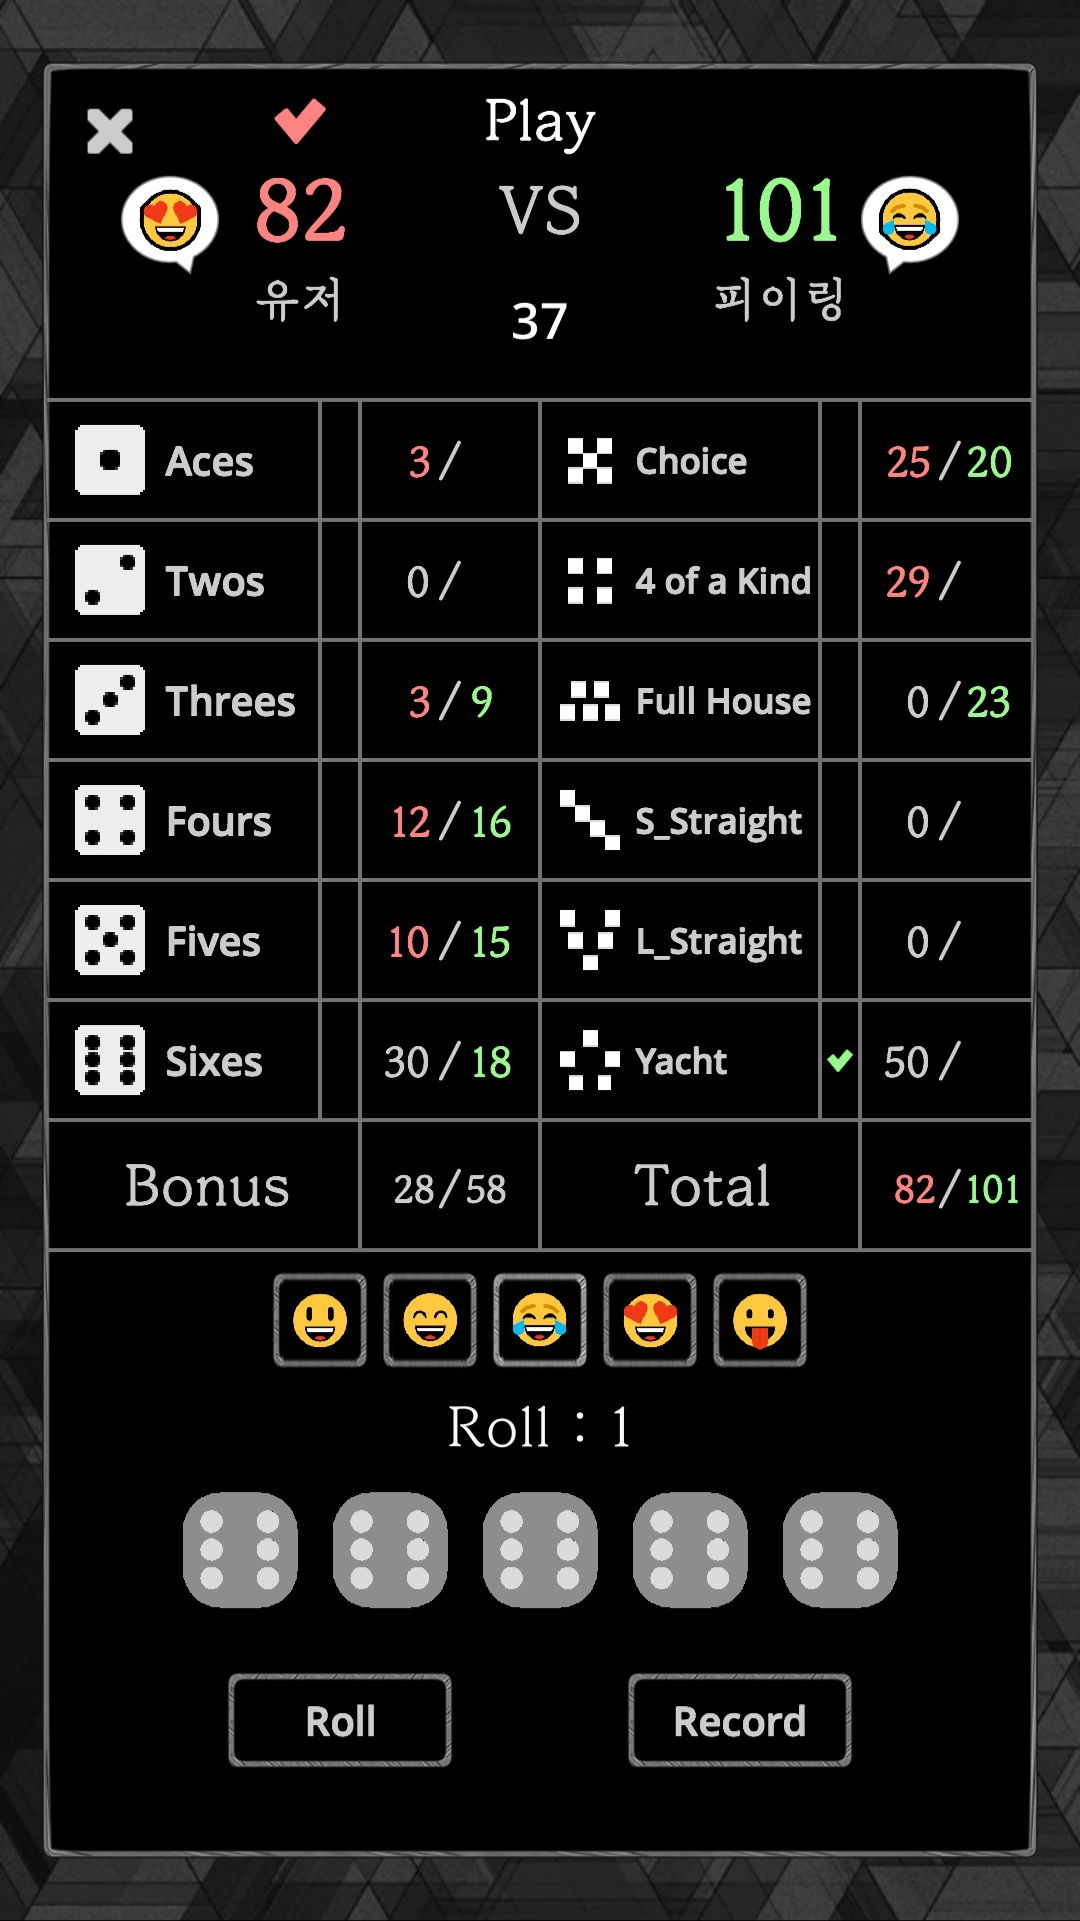 Play
82 VS 101
유저 37 피이링
Aces 3 / Choice 25 / 20
Twos 0 / 4 of a Kind 29 /
Threes 3 / 9 Full House 0 / 23
Fours 12 / 16 S_Straight 0 /
Fives 10 / 15 L_Straight 0 /
Sixes 30 / 18 Yacht 50 /
Bonus 28/58 Total 82/101
Roll : 1
Roll Record